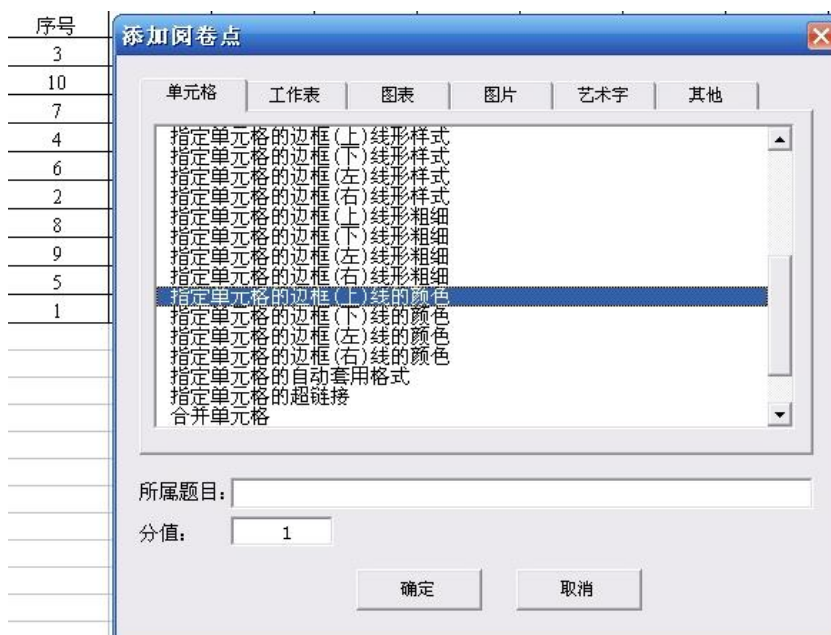 序号
3
10
7
4
6
2
8
9
5
1
添加阅卷点
单元格 工作表 图表 图片 艺术字 其他
指定单元格的边框(上)线形样式
指定单元格的边框(下)线形样式
指定单元格的边框(左)线形样式
指定单元格的边框(右)线形样式
指定单元格的边框(上)线形粗细
指定单元格的边框(下)线形粗细
指定单元格的边框(左)线形粗细
指定单元格的边框(右)线形粗细
指定单元格的边框(上)线的颜色
指定单元格的边框(下)线的颜色
指定单元格的边框(左)线的颜色
指定单元格的边框(右)线的颜色
指定单元格的自动套用格式
指定单元格的超链接
合并单元格
所属题目:
分值: 1
确定 取消